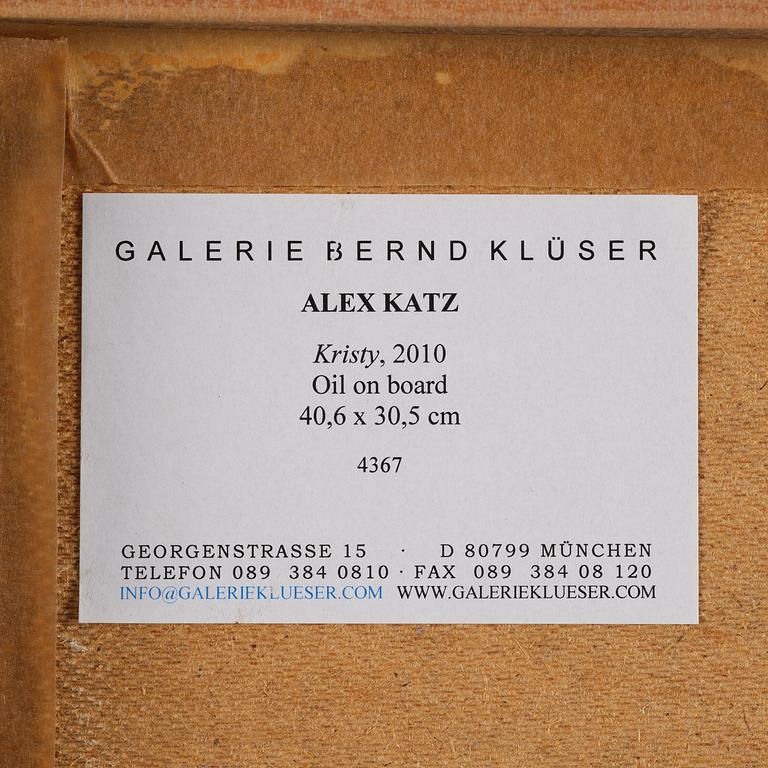 GALERIE BERND KLÜSER
ALEX KATZ
Kristy, 2010
Oil on board
40,6 x 30,5 cm
4367
GEORGENSTRASSE 15 · D 80799 MÜNCHEN
TELEFON 089 384 0810 · FAX 089 384 08 120
INFO@GALERIEKLUESER.COM WWW.GALERIEKLUESER.COM